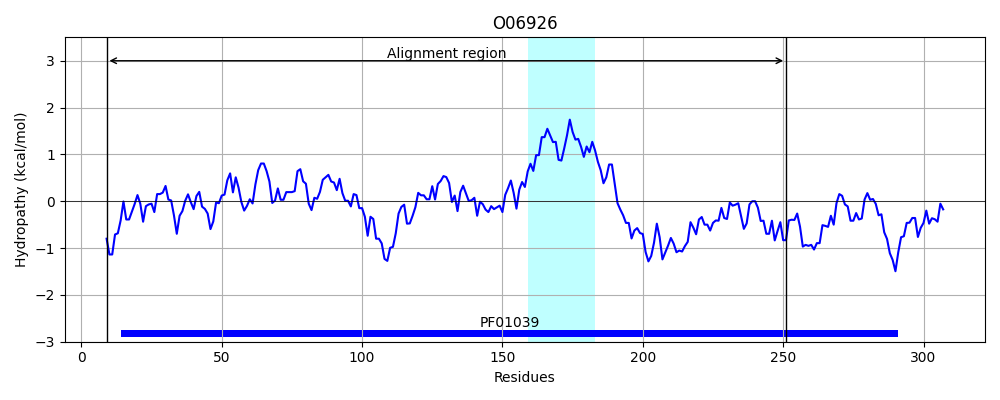 O06926
Alignment region
PF01039
Hydropathy (kcal/mol)
3
2
1
0
−1
−2
−3
0 50 100 150 200 250 300
Residues